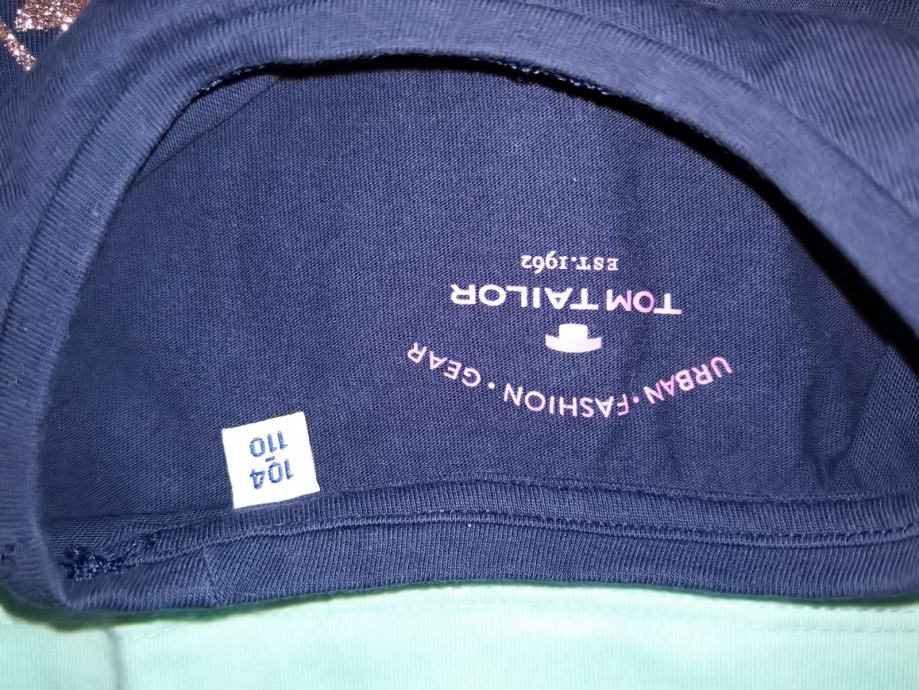 URBAN • FASHION • GEAR
TOM TAILOR
EST.1962
104
-
110